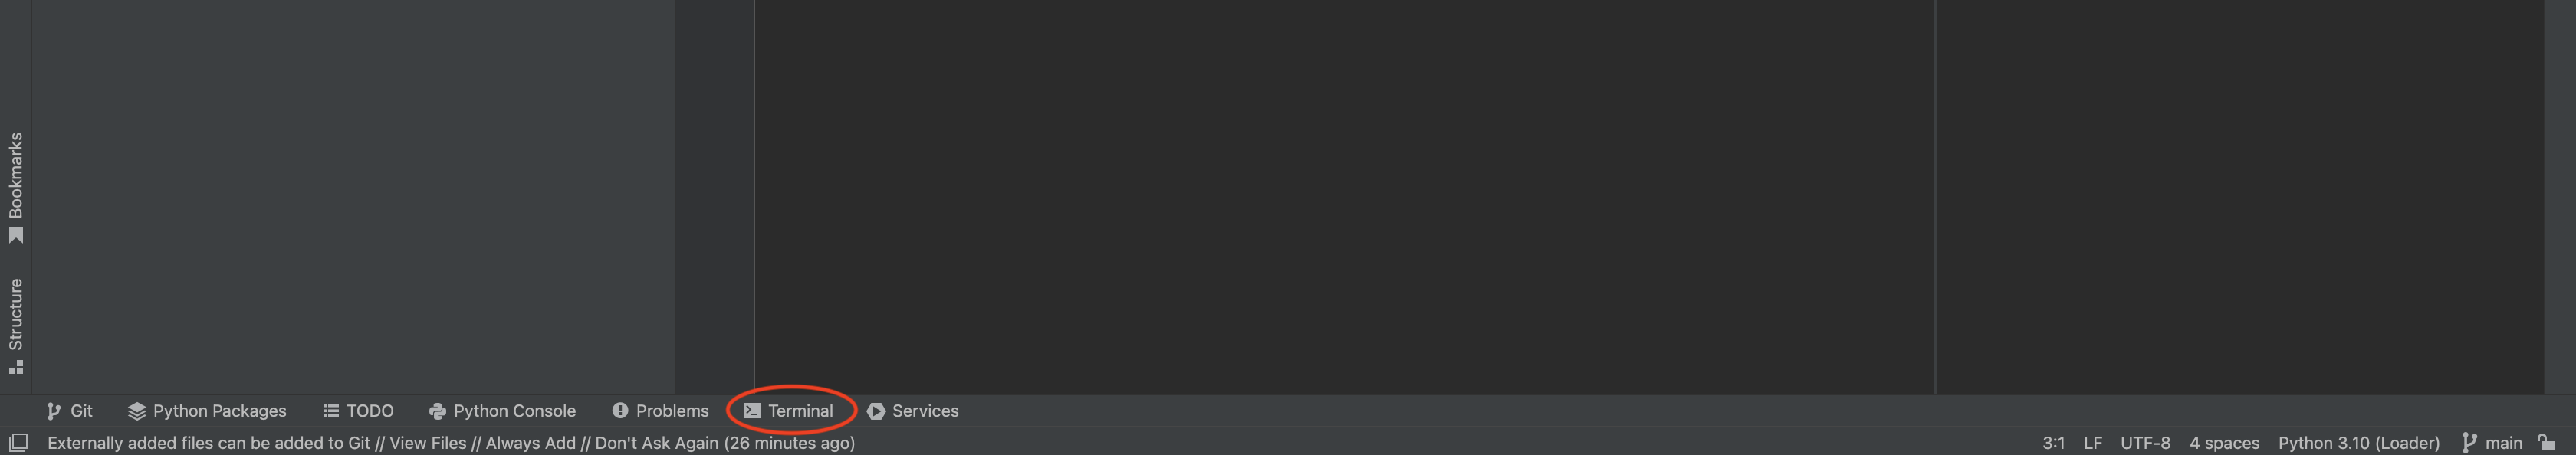 Bookmarks
Structure
Git Python Packages TODO Python Console Problems Terminal Services
Externally added files can be added to Git // View Files // Always Add // Don't Ask Again (26 minutes ago) 3:1 LF UTF-8 4 spaces Python 3.10 (Loader) main